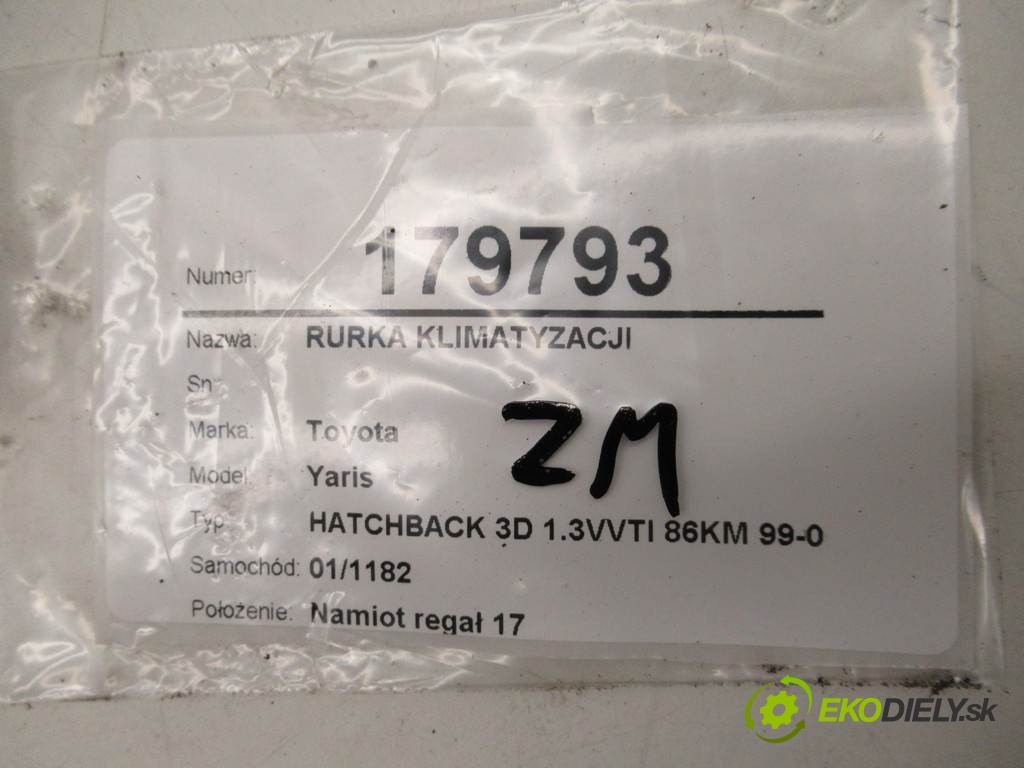 Numer: 179793
Nazwa: RURKA KLIMATYZACJI
Sn:
Marka: Toyota
ZM
Model: Yaris
Typ: HATCHBACK 3D 1.3VVTI 86KM 99-0
Samochód: 01/1182
Położenie: Namiot regał 17
EKODIELY.sk